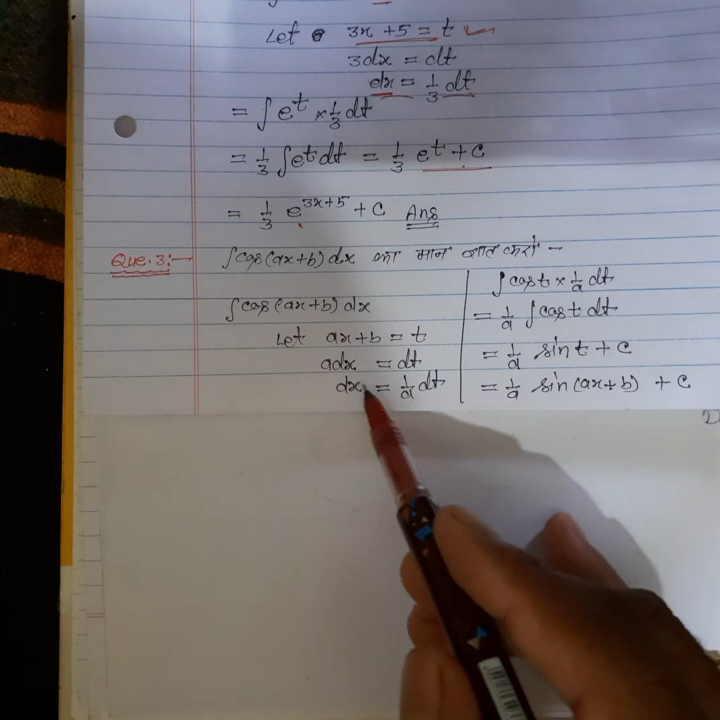 Let 3x + 5 = t
3dx = dt
dx = 1/3 dt
= ∫ e^t × 1/3 dt
= 1/3 ∫ e^t dt = 1/3 e^t + c
= 1/3 e^{3x+5} + c Ans
Que. 3:- ∫ cos(ax+b) dx का मान ज्ञात करो -
∫ cos(ax+b) dx
Let ax+b = t
adx = dt
dx = 1/a dt
∫ cos t × 1/a dt
= 1/a ∫ cos t dt
= 1/a sin t + c
= 1/a sin(ax+b) + c